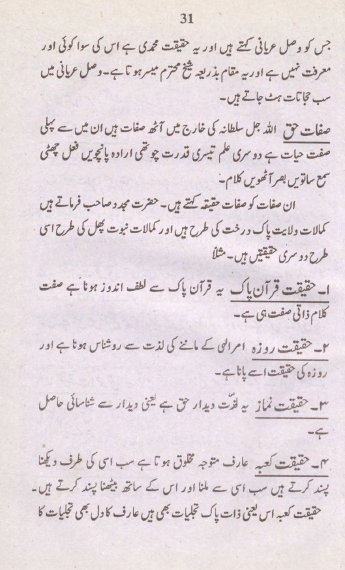 31
جس کو وصل عریانی کہتے ہیں اور یہ حقیقت محمدی ہے اس کی سوا کوئی اور
معرفت نہیں ہے اور یہ مقام بذریعہ شیخ محترم میسر ہوتا ہے۔ وصل عریانی میں
سب حجابات ہٹ جاتے ہیں۔
صفات حق اللہ جل سلطانہ کی خارج میں آٹھ صفات ہیں ان میں سے پہلی
صفت حیات ہے دوسری علم تیسری قدرت چوتھی ارادہ پانچویں فعل چھٹی
سمع ساتویں بصر آٹھویں کلام۔
ان صفات کو صفات حقیقہ کہتے ہیں۔ حضرت مجدد صاحب فرماتے ہیں
کمالات ولایت پاک درخت کی طرح ہیں اور کمالات نبوت پھل کی طرح اسی
طرح دوسری حقیقتیں ہیں۔ مثلاً
۱۔ حقیقت قرآن پاک یہ قرآن پاک سے لطف اندوز ہونا ہے صفت
کلام ذاتی صفت ہی ہے۔
۲۔ حقیقت روزہ امر الٰہی کے ماننے کی لذت سے روشناس ہونا ہے اور
روزہ کی حقیقت اسے پانا ہے۔
۳۔ حقیقت نماز یہ لذت دیدار حق ہے یعنی دیدار سے شناسائی حاصل
ہے۔
۴۔ حقیقت کعبہ عارف متوجہ مخلوق ہوتا ہے سب اسی کی طرف دیکھنا
پسند کرتے ہیں سب اسی سے ملنا اور اس کے ساتھ بیٹھنا پسند کرتے ہیں۔
حقیقت کعبہ اس یعنی ذات پاک تجلیات بھی ہیں عارف کا دل بھی تجلیات کا